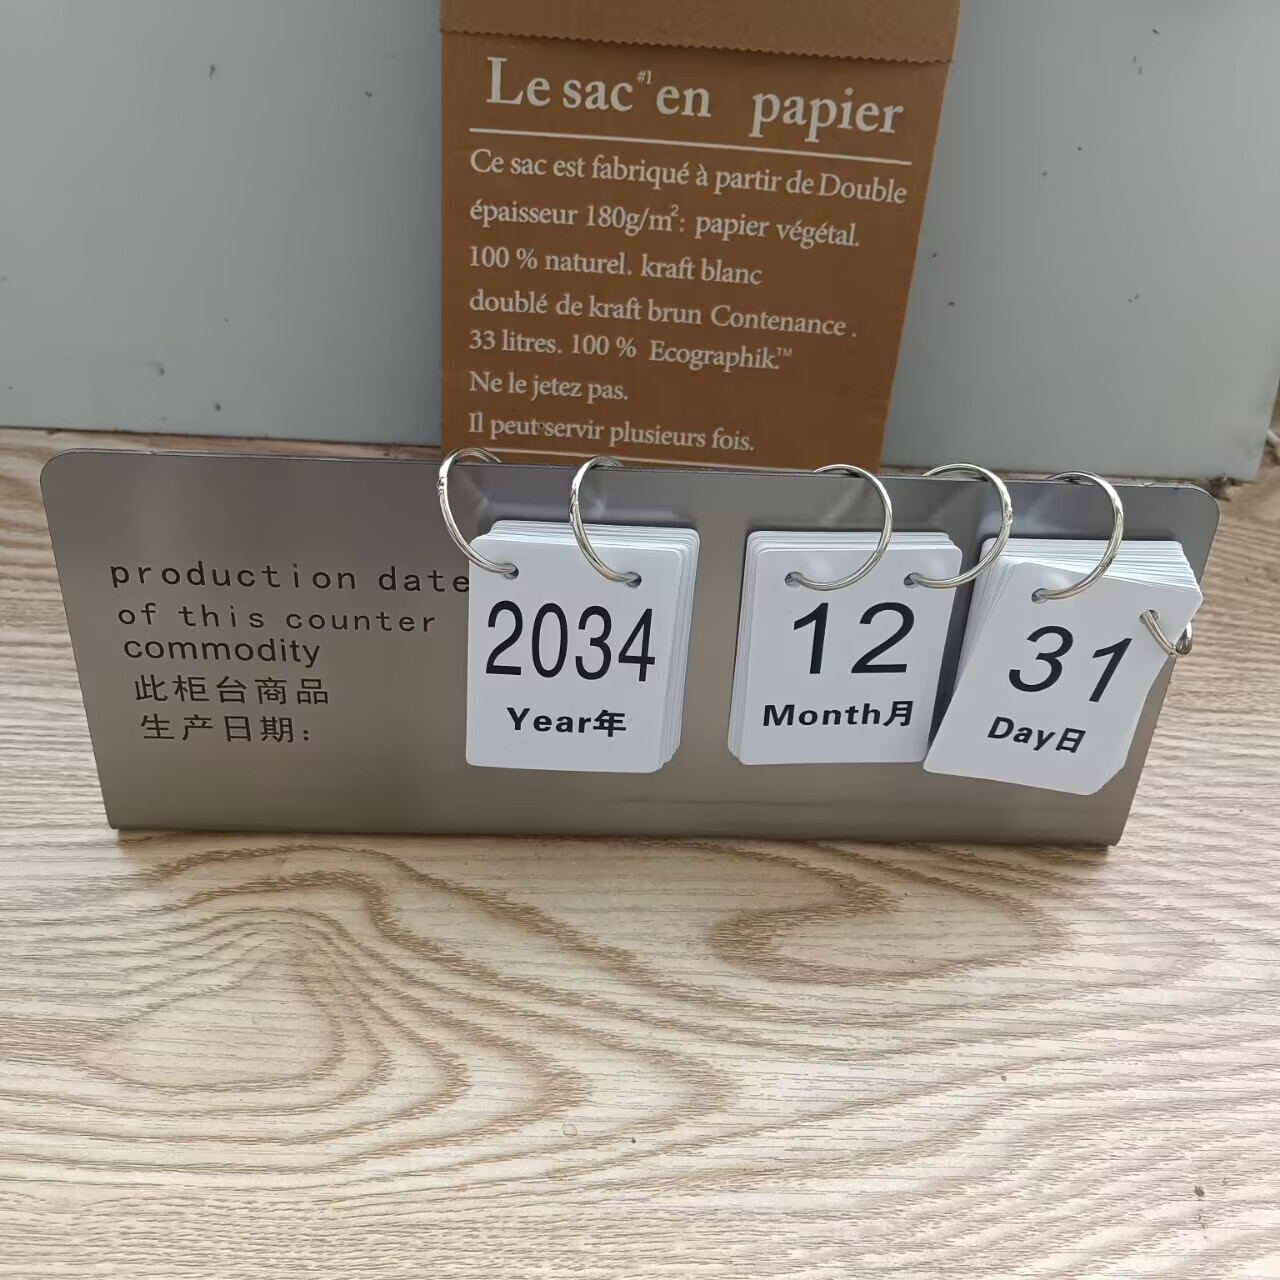 Le sac #1 en papier
Ce sac est fabriqué à partir de Double
épaisseur 180g/m²: papier végétal.
100 % naturel. kraft blanc
doublé de kraft brun Contenance .
33 litres. 100 % Ecographik.™
Ne le jetez pas.
Il peut servir plusieurs fois.
production date
of this counter
commodity
此柜台商品
生产日期：
2034
Year年
12
Month月
31
Day日